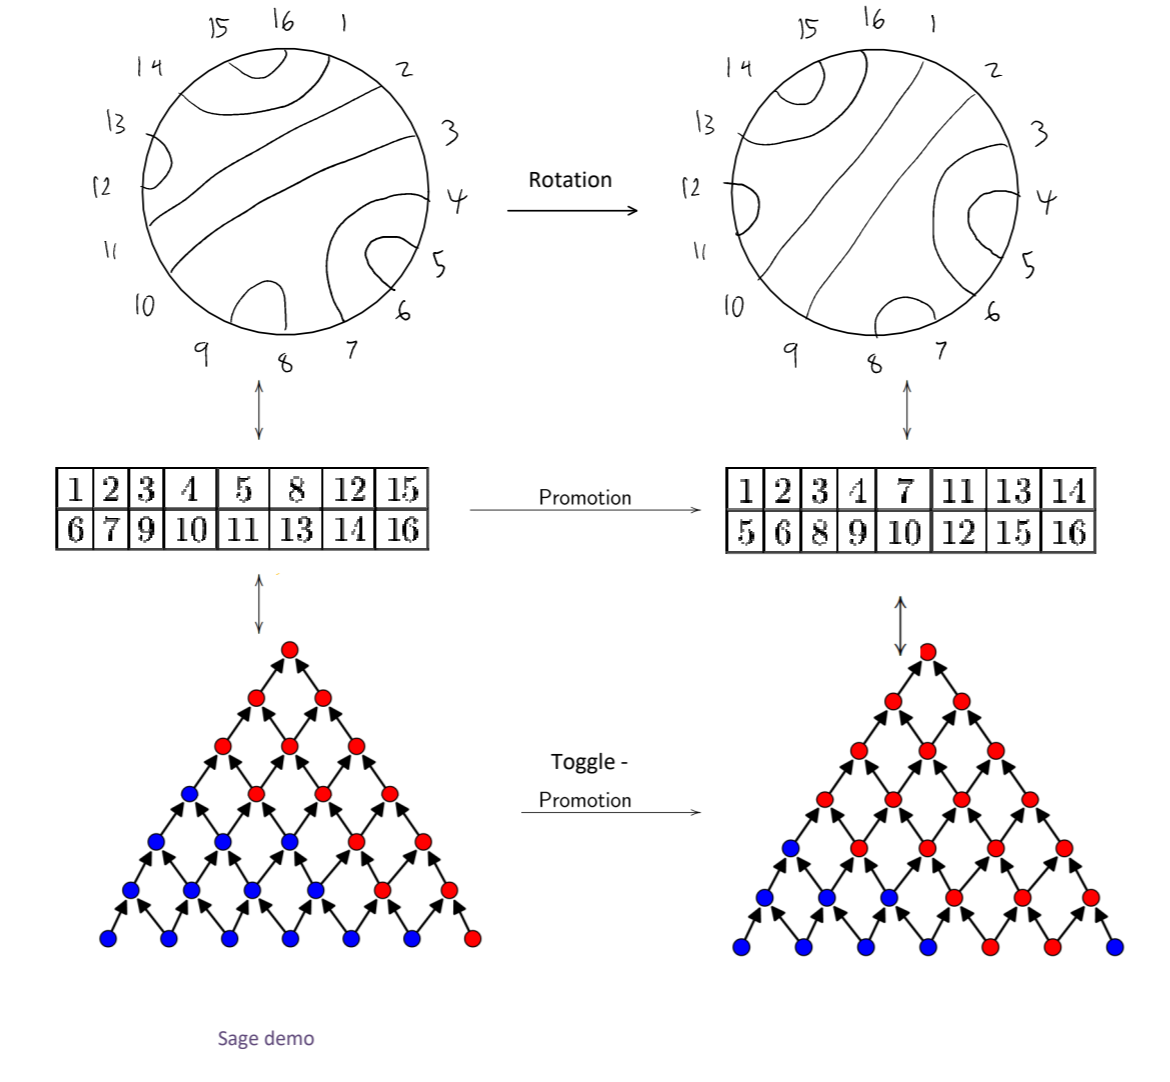 15 16 1
14 2
13 3
12 4
11 5
10 6
9 8 7
Rotation
15 16 1
14 2
13 3
12 4
11 5
10 6
9 8 7
1 2 3 4 5 8 12 15
6 7 9 10 11 13 14 16
Promotion
1 2 3 4 7 11 13 14
5 6 8 9 10 12 15 16
Toggle -
Promotion
Sage demo